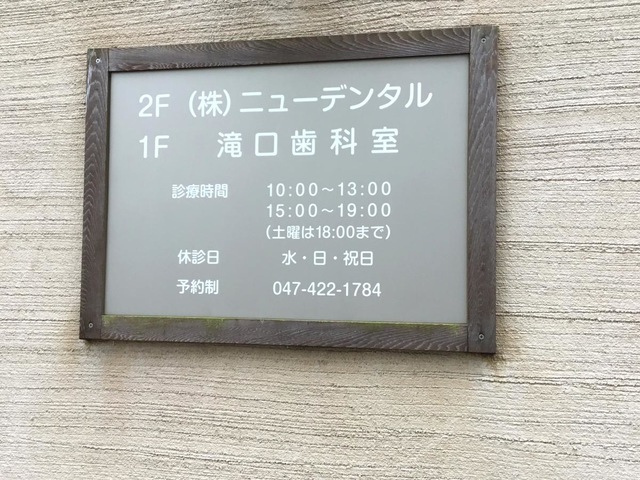 2F (株)ニューデンタル
1F 滝口歯科室
診療時間 10:00～13:00
15:00～19:00
(土曜は18:00まで)
休診日 水・日・祝日
予約制 047-422-1784